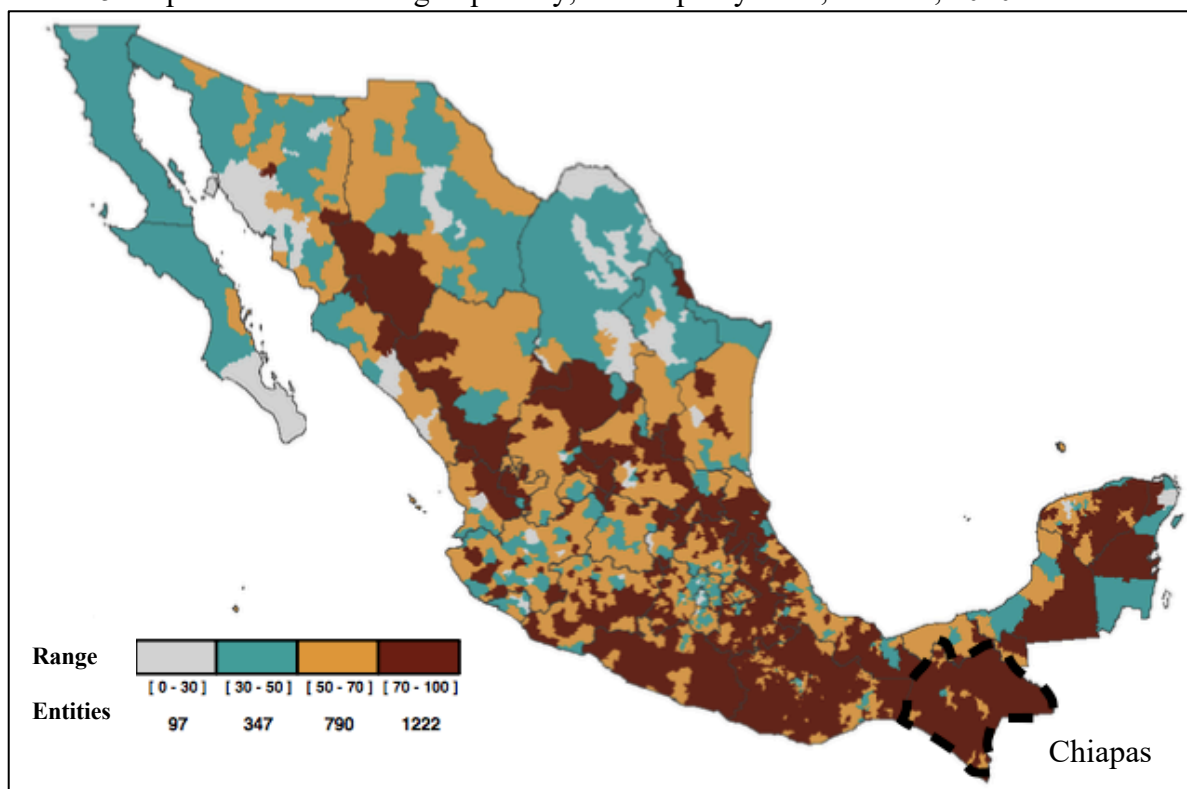 Range
[ 0 - 30 ] [ 30 - 50 ] [ 50 - 70 ] [ 70 - 100 ]
Entities
97 347 790 1222
Chiapas